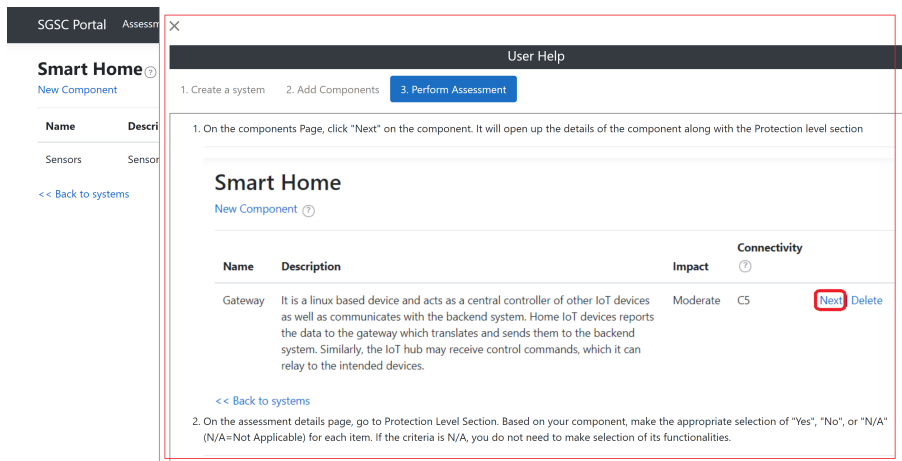 SGSC Portal Assessm
Smart Home ?
New Component
Name Descri
Sensors Sensor
<< Back to systems
×
User Help
1. Create a system 2. Add Components 3. Perform Assessment
1. On the components Page, click "Next" on the component. It will open up the details of the component along with the Protection level section
Smart Home
New Component ?
Connectivity
Name Description Impact ?
Gateway It is a linux based device and acts as a central controller of other IoT devices Moderate C5 Next| Delete
as well as communicates with the backend system. Home IoT devices reports
the data to the gateway which translates and sends them to the backend
system. Similarly, the IoT hub may receive control commands, which it can
relay to the intended devices.
<< Back to systems
2. On the assessment details page, go to Protection Level Section. Based on your component, make the appropriate selection of "Yes", "No", or "N/A"
(N/A=Not Applicable) for each item. If the criteria is N/A, you do not need to make selection of its functionalities.